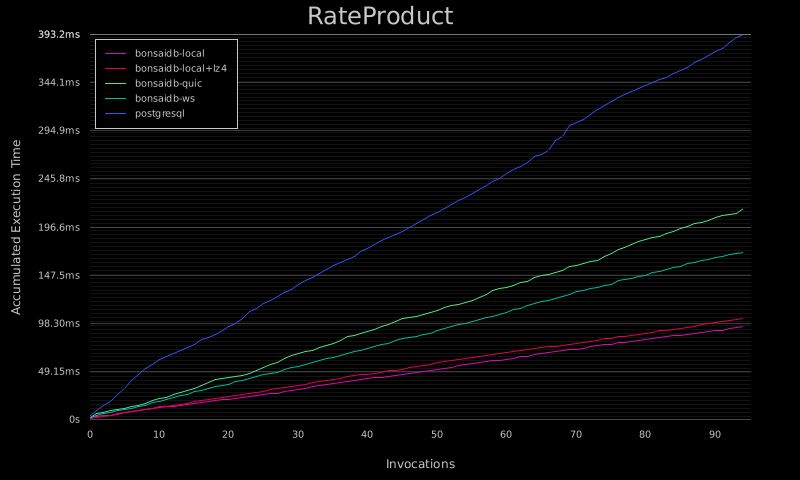 RateProduct
393.2ms
344.1ms
294.9ms
245.8ms
196.6ms
147.5ms
98.30ms
49.15ms
0s
Accumulated Execution Time
bonsaidb-local
bonsaidb-local+lz4
bonsaidb-quic
bonsaidb-ws
postgresql
0 10 20 30 40 50 60 70 80 90
Invocations